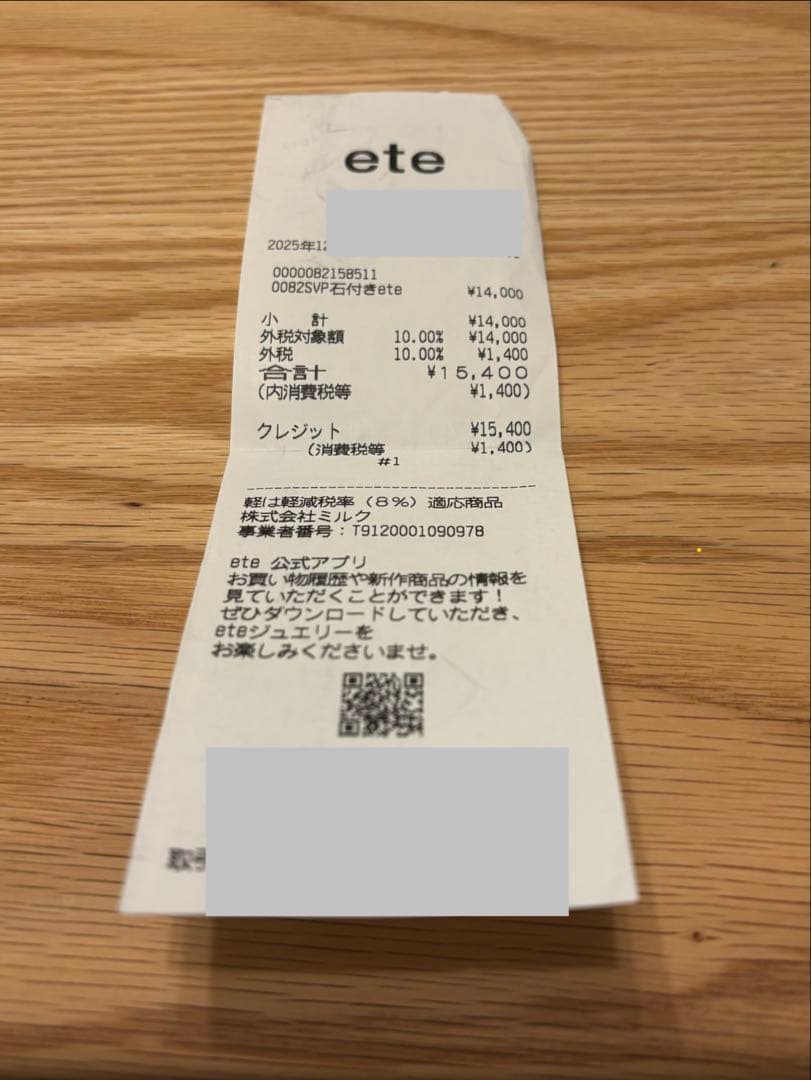 ete
2025年12
0000082158511
0082SVP石付きete ¥14,000
小 計 ¥14,000
外税対象額 10.00% ¥14,000
外税 10.00% ¥1,400
合計 ¥15,400
(内消費税等 ¥1,400)
クレジット ¥15,400
(消費税等 ¥1,400)
#1
軽は軽減税率(8%)適応商品
株式会社ミルク
事業者番号:T9120001090978
ete 公式アプリ
お買い物履歴や新作商品の情報を
見ていただくことができます!
ぜひダウンロードしていただき、
eteジュエリーを
お楽しみくださいませ。